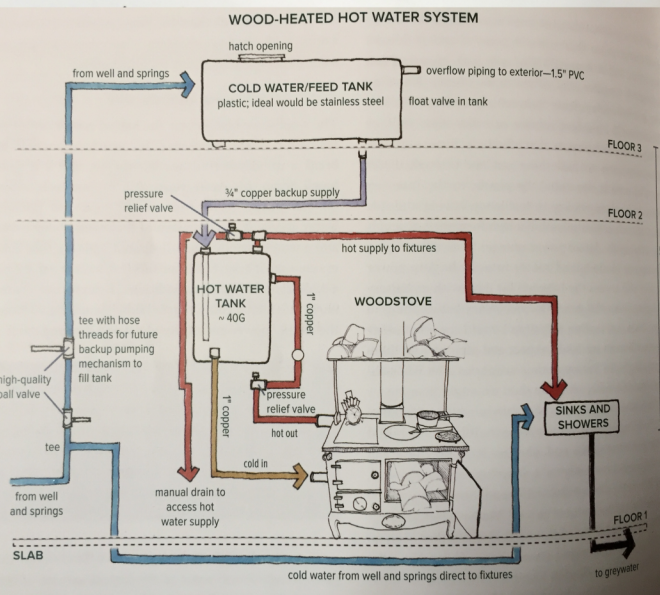 WOOD-HEATED HOT WATER SYSTEM
hatch opening
from well and springs
COLD WATER/FEED TANK
plastic; ideal would be stainless steel
overflow piping to exterior—1.5" PVC
float valve in tank
FLOOR 3
pressure
relief valve
¾" copper backup supply
FLOOR 2
hot supply to fixtures
HOT WATER
TANK
~ 40G
1" copper
WOODSTOVE
tee with hose
threads for future
backup pumping
mechanism to
fill tank
high-quality
ball valve
pressure
relief valve
1" copper
hot out
SINKS AND
SHOWERS
tee
cold in
from well
and springs
manual drain to
access hot
water supply
FLOOR 1
SLAB
cold water from well and springs direct to fixtures
to greywater